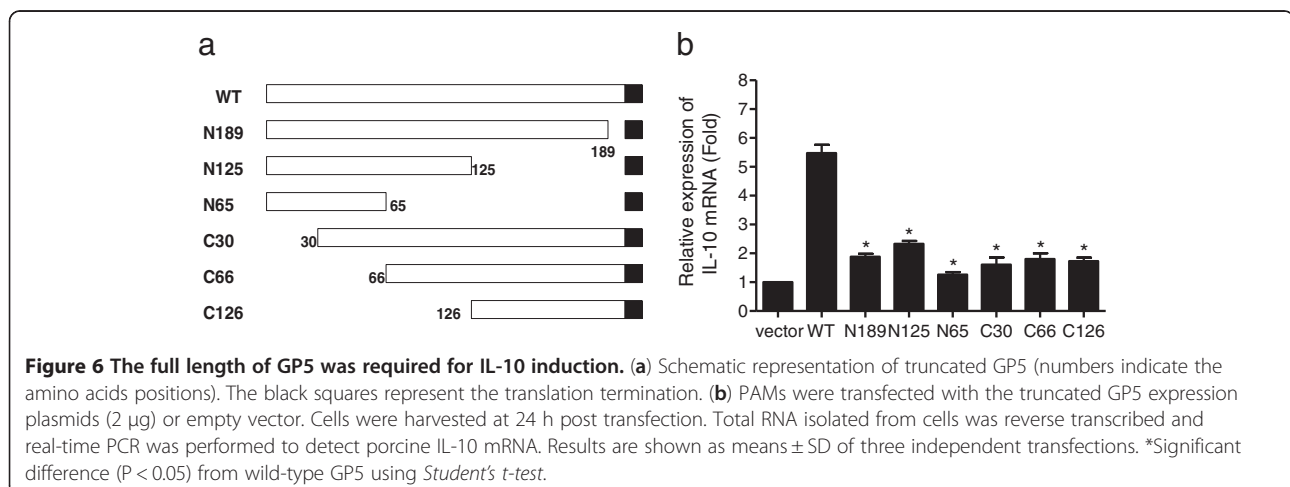 a
WT
N189
189
N125
125
N65
65
C30
30
C66
66
C126
126
b
Relative expression of
IL-10 mRNA (Fold)
8
7
6
5
4
3
2
1
0
* * * * * *
vector WT N189 N125 N65 C30 C66 C126
Figure 6 The full length of GP5 was required for IL-10 induction. (a) Schematic representation of truncated GP5 (numbers indicate the
amino acids positions). The black squares represent the translation termination. (b) PAMs were transfected with the truncated GP5 expression
plasmids (2 μg) or empty vector. Cells were harvested at 24 h post transfection. Total RNA isolated from cells was reverse transcribed and
real-time PCR was performed to detect porcine IL-10 mRNA. Results are shown as means ± SD of three independent transfections. *Significant
difference (P < 0.05) from wild-type GP5 using Student's t-test.